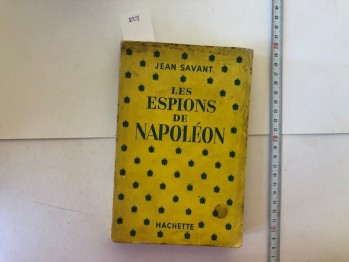 JEAN SAVANT
LES
ESPIONS
DE
NAPOLÉON
HACHETTE